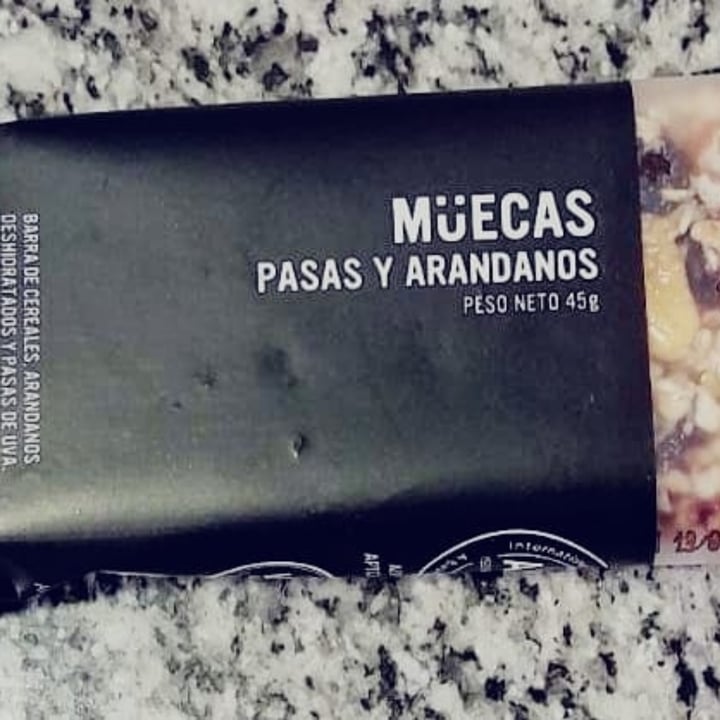 MÜECAS
PASAS Y ARANDANOS
PESO NETO 45g
BARRA DE CEREALES, ARANDANOS
DESHIDRATADOS Y PASAS DE UVA.